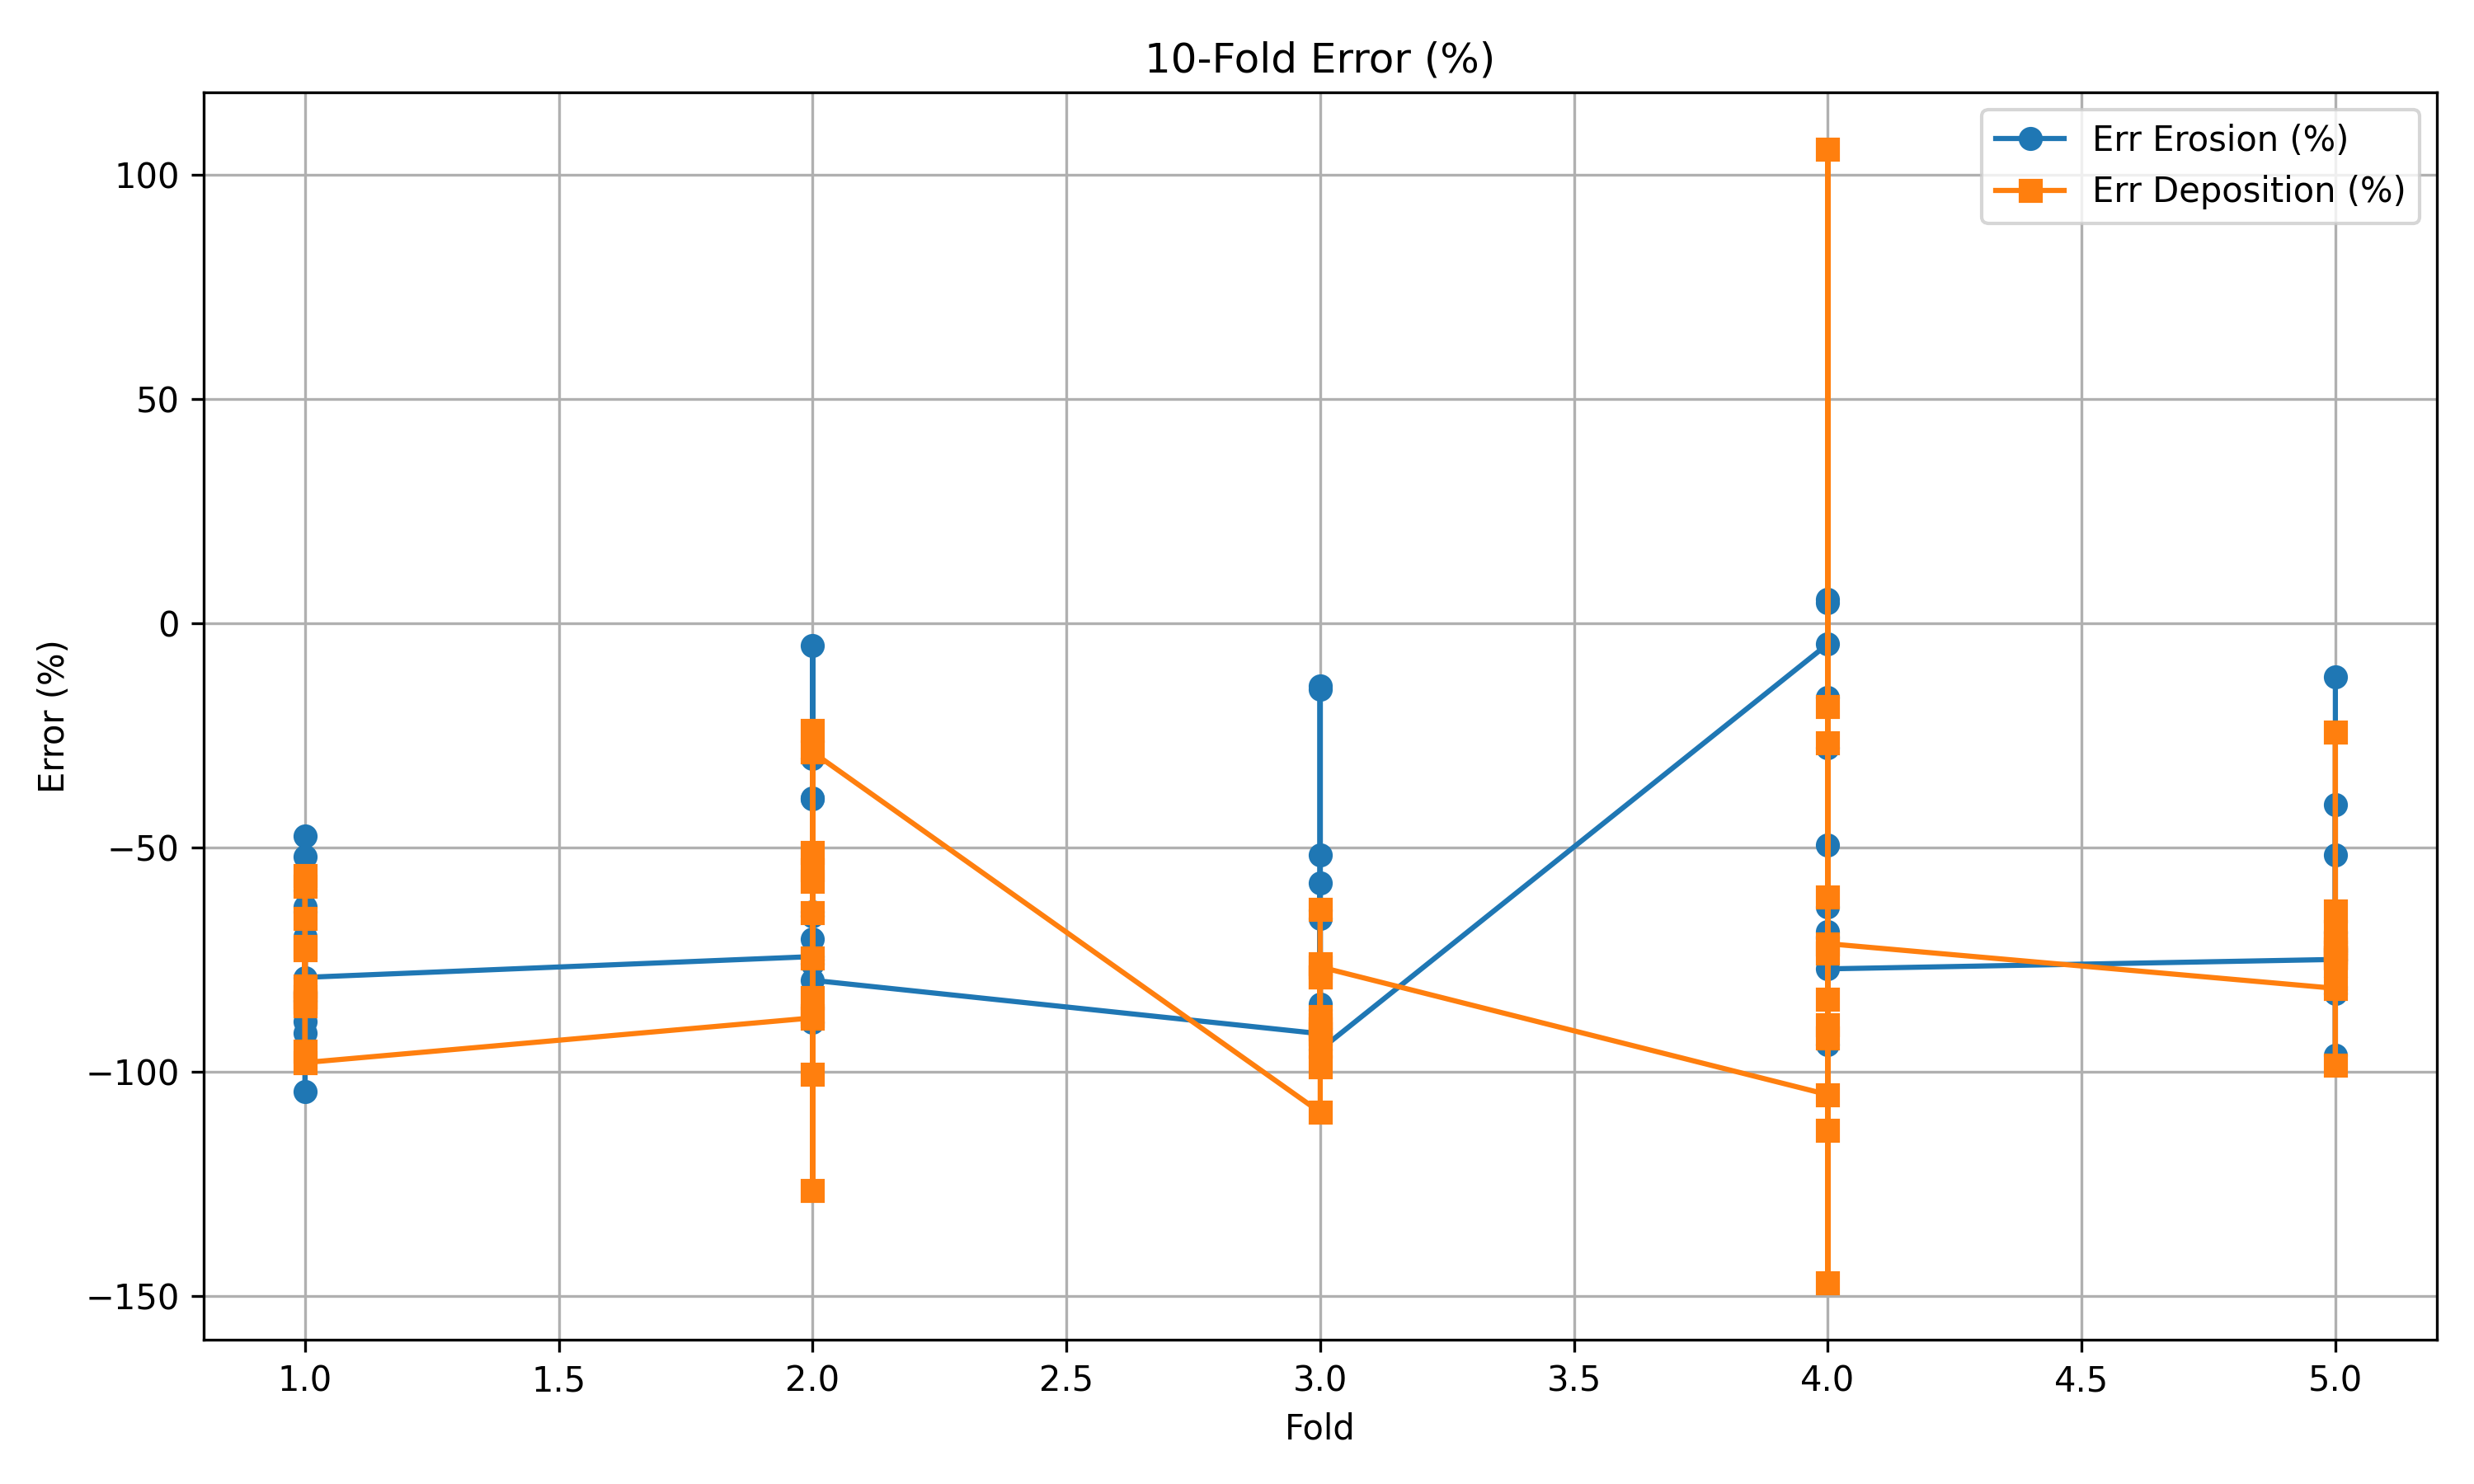 10-Fold Error (%)
Err Erosion (%)
Err Deposition (%)
100
50
0
−50
−100
−150
Error (%)
1.0 1.5 2.0 2.5 3.0 3.5 4.0 4.5 5.0
Fold